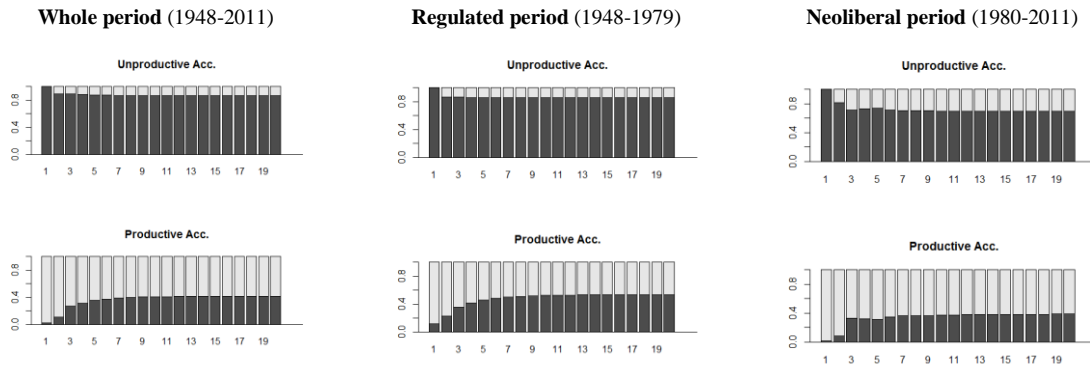 Whole period (1948-2011)
Regulated period (1948-1979)
Neoliberal period (1980-2011)
Unproductive Acc.
0.0 0.4 0.8
1 3 5 7 9 11 13 15 17 19
Unproductive Acc.
0.0 0.4 0.8
1 3 5 7 9 11 13 15 17 19
Unproductive Acc.
0.0 0.4 0.8
1 3 5 7 9 11 13 15 17 19
Productive Acc.
0.0 0.4 0.8
1 3 5 7 9 11 13 15 17 19
Productive Acc.
0.0 0.4 0.8
1 3 5 7 9 11 13 15 17 19
Productive Acc.
0.0 0.4 0.8
1 3 5 7 9 11 13 15 17 19